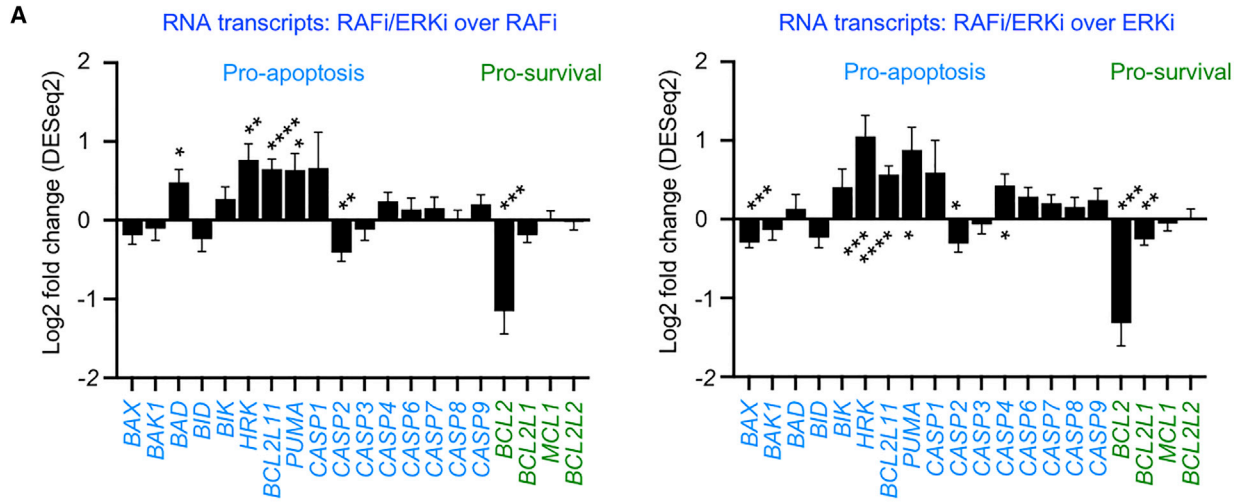 A
RNA transcripts: RAFi/ERKi over RAFi
Pro-apoptosis
Pro-survival
Log2 fold change (DESeq2)
2
1
0
-1
-2
*
**
****
*
**
***
BAX
BAK1
BAD
BID
BIK
HRK
BCL2L11
PUMA
CASP1
CASP2
CASP3
CASP4
CASP6
CASP7
CASP8
CASP9
BCL2
BCL2L1
MCL1
BCL2L2
RNA transcripts: RAFi/ERKi over ERKi
Pro-apoptosis
Pro-survival
Log2 fold change (DESeq2)
2
1
0
-1
-2
***
***
****
*
*
*
***
**
BAX
BAK1
BAD
BID
BIK
HRK
BCL2L11
PUMA
CASP1
CASP2
CASP3
CASP4
CASP6
CASP7
CASP8
CASP9
BCL2
BCL2L1
MCL1
BCL2L2